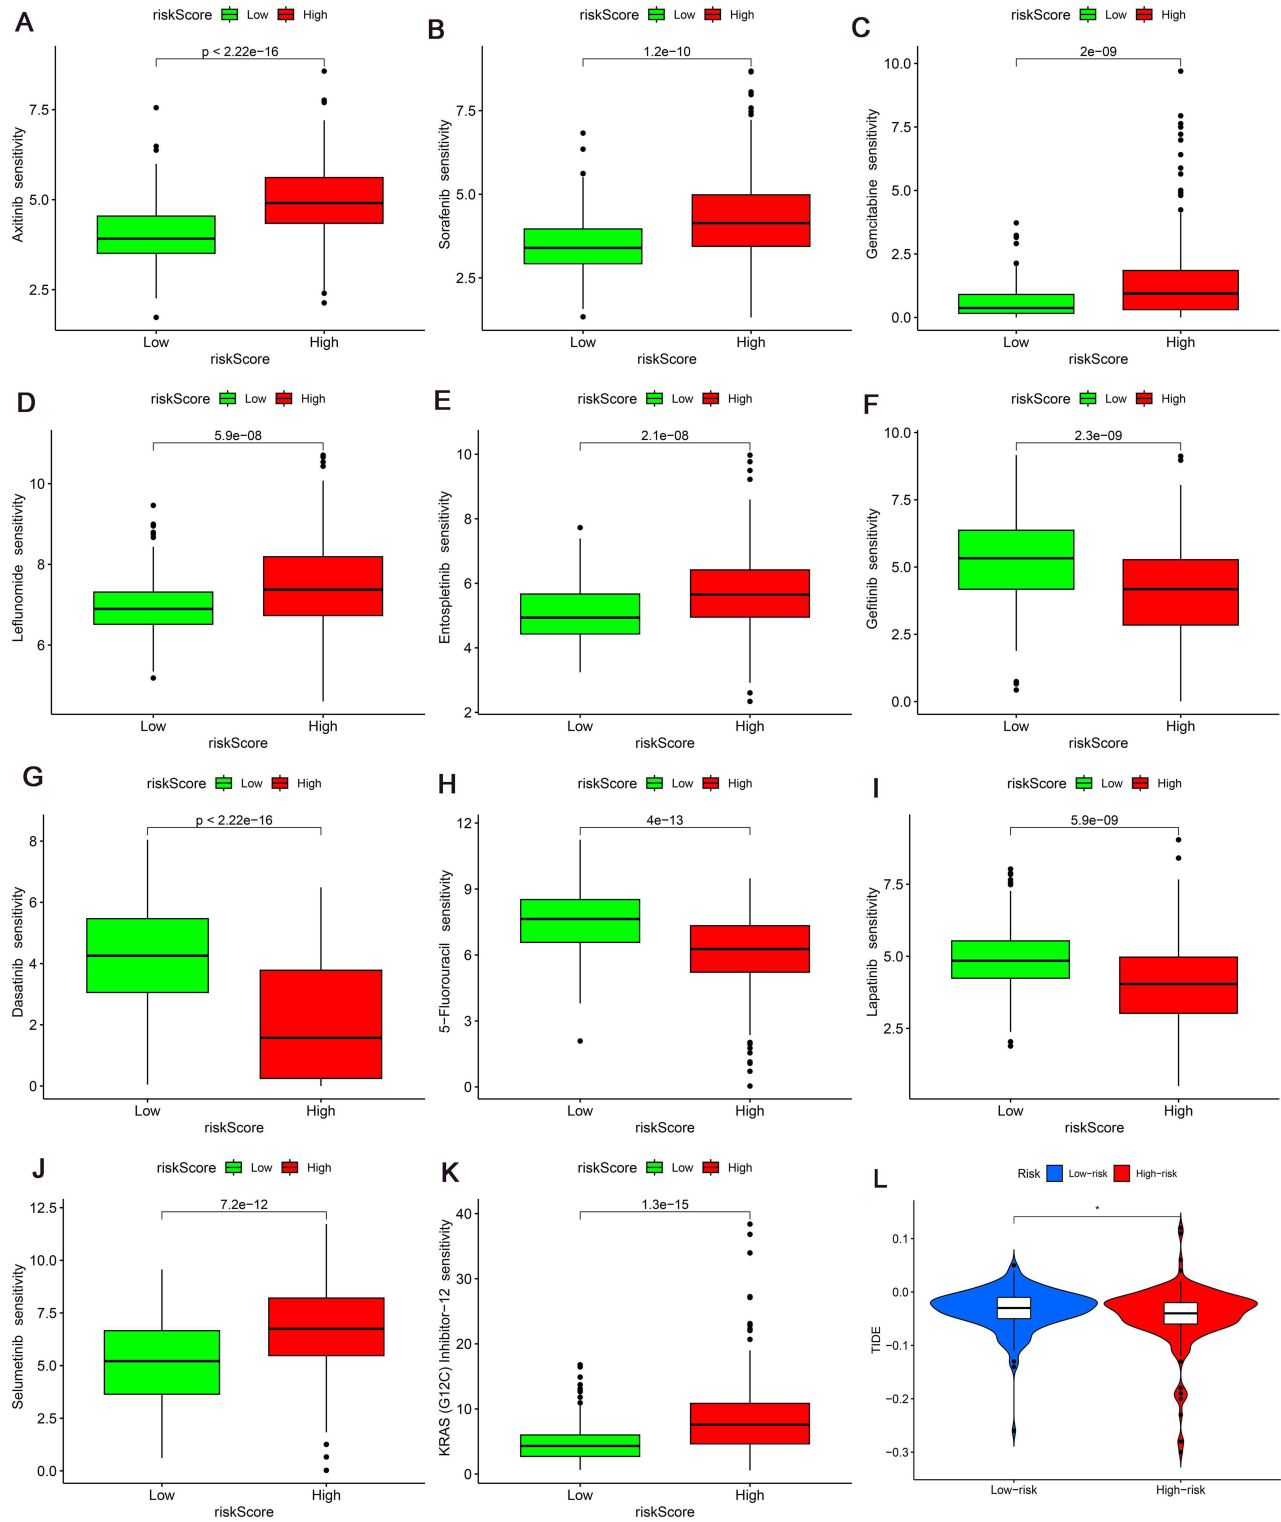 A
riskScore Low High
p < 2.22e−16
Axitinib sensitivity
7.5
5.0
2.5
Low High
riskScore
B
riskScore Low High
1.2e−10
Sorafenib sensitivity
7.5
5.0
2.5
Low High
riskScore
C
riskScore Low High
2e−09
Gemcitabine sensitivity
10.0
7.5
5.0
2.5
0.0
Low High
riskScore
D
riskScore Low High
5.9e−08
Leflunomide sensitivity
10
8
6
Low High
riskScore
E
riskScore Low High
2.1e−08
Entospletinib sensitivity
10
8
6
4
2
Low High
riskScore
F
riskScore Low High
2.3e−09
Gefitinib sensitivity
10.0
7.5
5.0
2.5
0.0
Low High
riskScore
G
riskScore Low High
p < 2.22e−16
Dasatinib sensitivity
8
6
4
2
0
Low High
riskScore
H
riskScore Low High
4e−13
5−Fluorouracil sensitivity
12
9
6
3
0
Low High
riskScore
I
riskScore Low High
5.9e−09
Lapatinib sensitivity
7.5
5.0
2.5
Low High
riskScore
J
riskScore Low High
7.2e−12
Selumetinib sensitivity
12.5
10.0
7.5
5.0
2.5
0.0
Low High
riskScore
K
riskScore Low High
1.3e−15
KRAS (G12C) Inhibitor−12 sensitivity
40
30
20
10
0
Low High
riskScore
L
Risk Low−risk High−risk
*
TIDE
0.1
0.0
−0.1
−0.2
−0.3
Low−risk High−risk